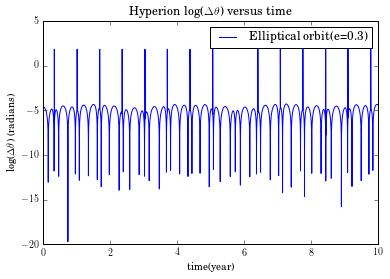 Hyperion log(Δθ) versus time
Elliptical orbit(e=0.3)
log(Δθ) (radians)
5
0
−5
−10
−15
−20
0 2 4 6 8 10
time(year)